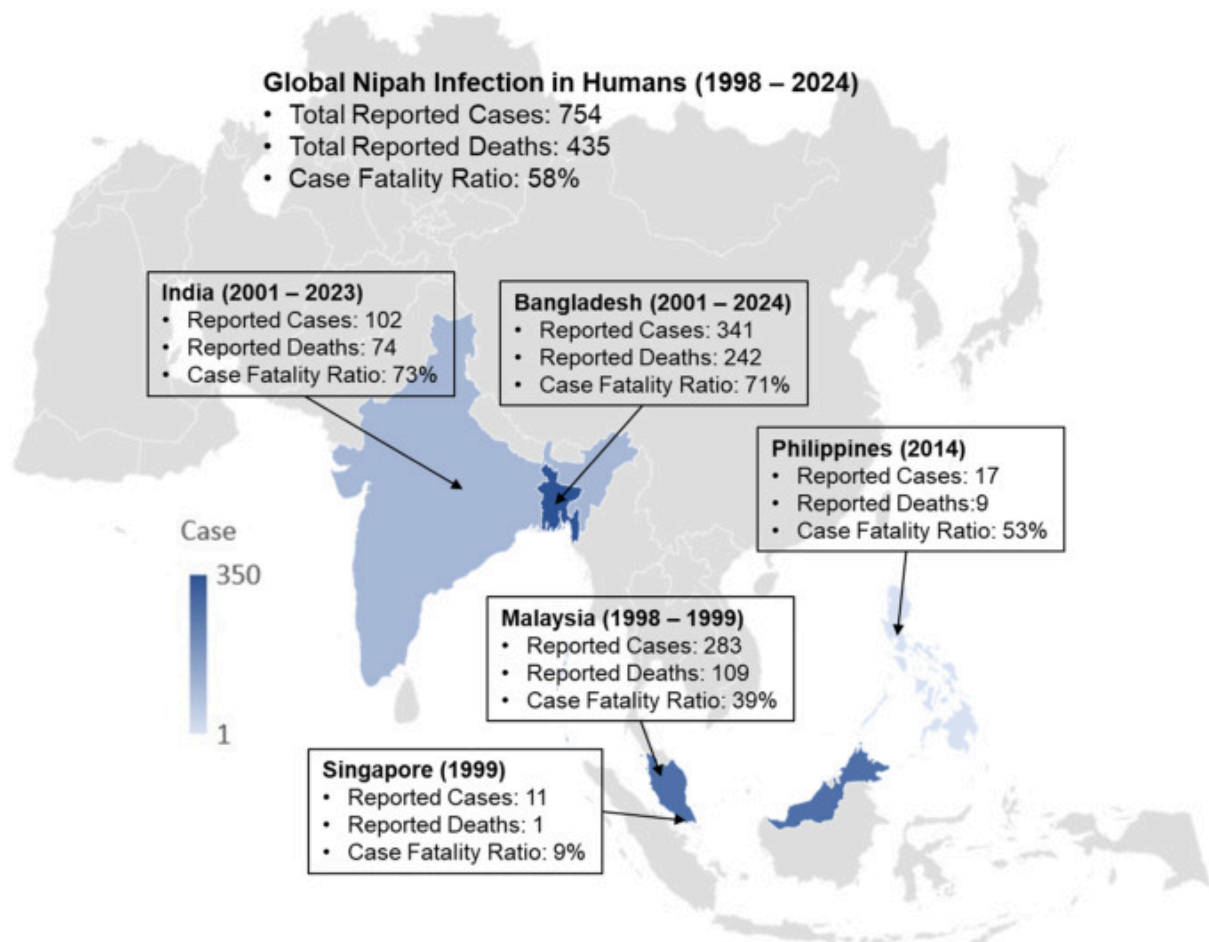 Global Nipah Infection in Humans (1998 – 2024)
• Total Reported Cases: 754
• Total Reported Deaths: 435
• Case Fatality Ratio: 58%
India (2001 – 2023)
• Reported Cases: 102
• Reported Deaths: 74
• Case Fatality Ratio: 73%
Bangladesh (2001 – 2024)
• Reported Cases: 341
• Reported Deaths: 242
• Case Fatality Ratio: 71%
Philippines (2014)
• Reported Cases: 17
• Reported Deaths:9
• Case Fatality Ratio: 53%
Case
350
1
Malaysia (1998 – 1999)
• Reported Cases: 283
• Reported Deaths: 109
• Case Fatality Ratio: 39%
Singapore (1999)
• Reported Cases: 11
• Reported Deaths: 1
• Case Fatality Ratio: 9%